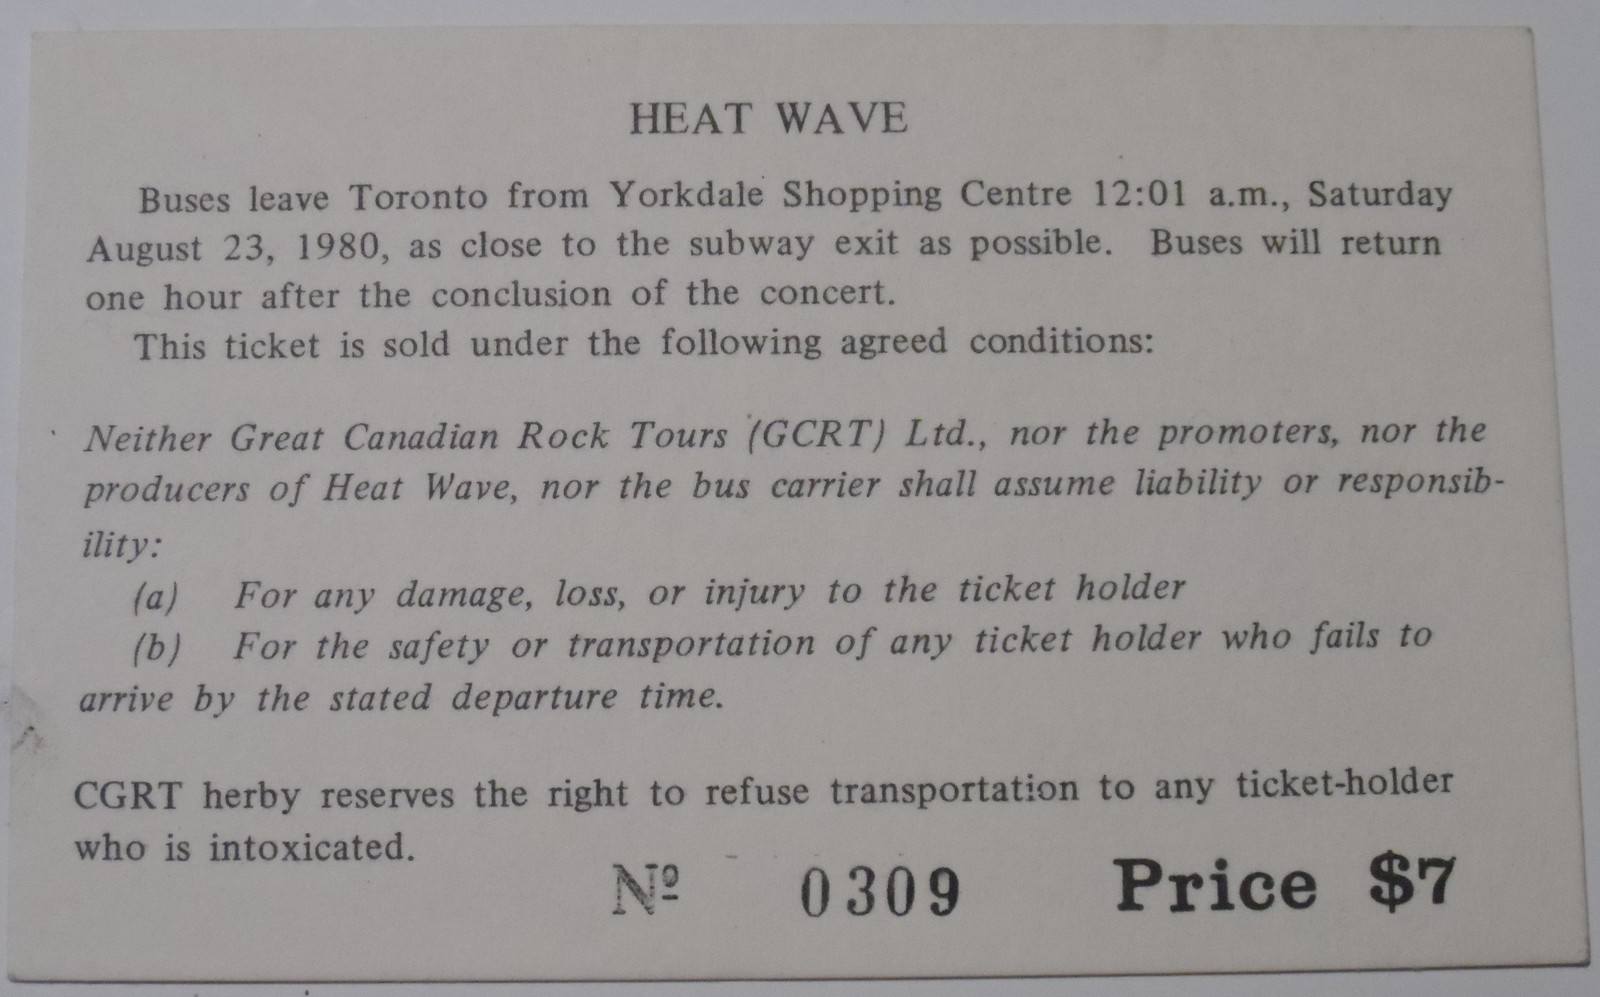 HEAT WAVE
Buses leave Toronto from Yorkdale Shopping Centre 12:01 a.m., Saturday
August 23, 1980, as close to the subway exit as possible. Buses will return
one hour after the conclusion of the concert.
This ticket is sold under the following agreed conditions:
Neither Great Canadian Rock Tours (GCRT) Ltd., nor the promoters, nor the
producers of Heat Wave, nor the bus carrier shall assume liability or responsib-
ility:
(a) For any damage, loss, or injury to the ticket holder
(b) For the safety or transportation of any ticket holder who fails to
arrive by the stated departure time.
CGRT herby reserves the right to refuse transportation to any ticket-holder
who is intoxicated.
Nº 0309 Price $7